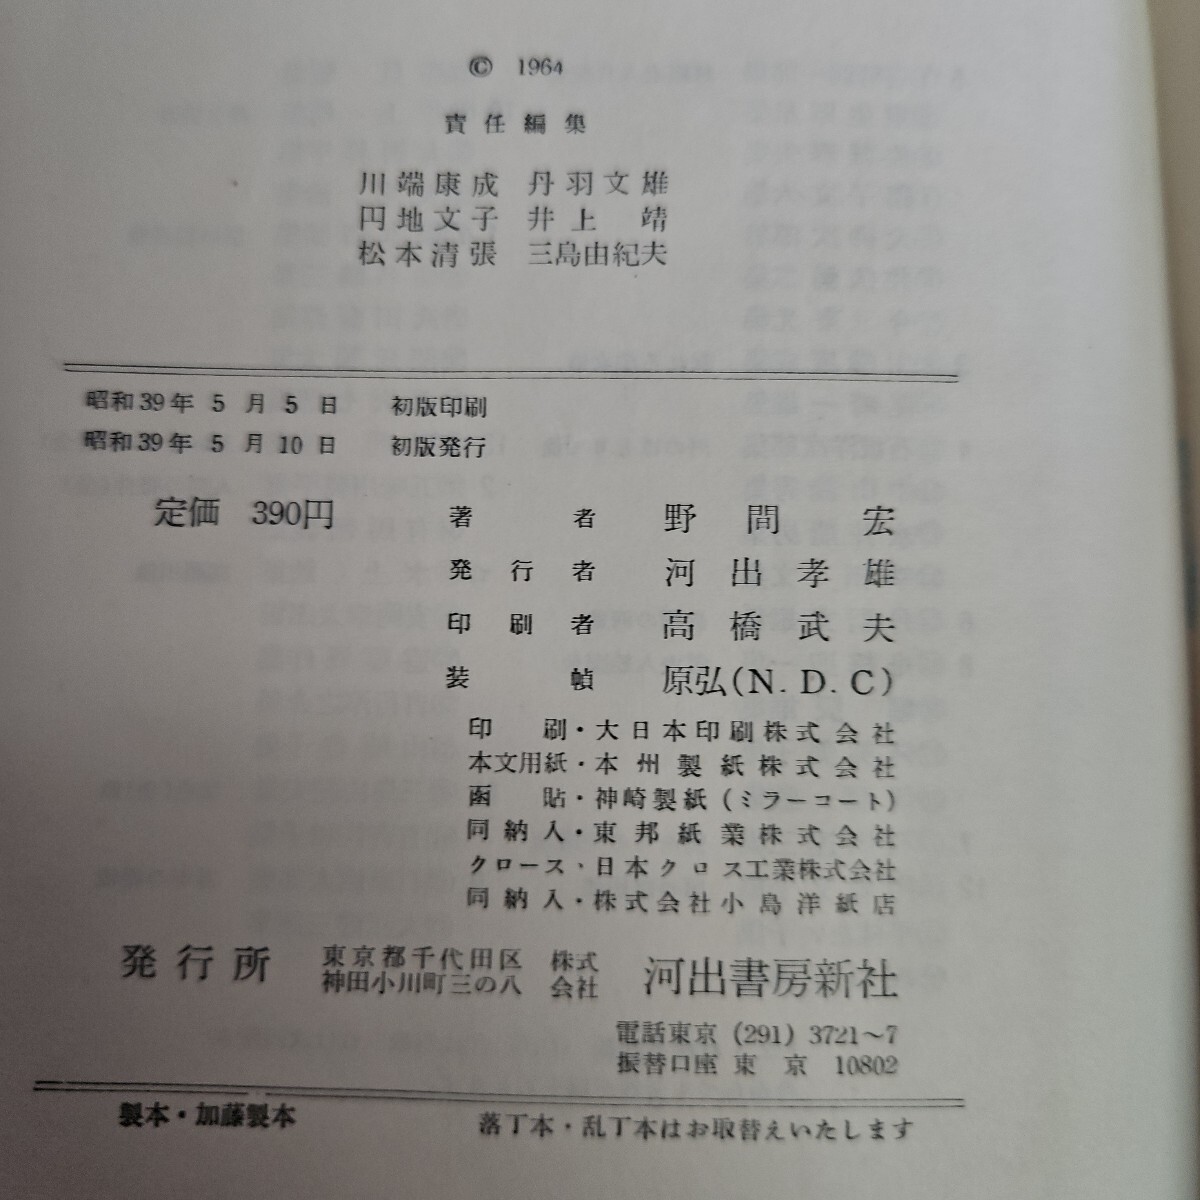 © 1964
責任編集
川端康成 丹羽文雄
円地文子 井上 靖
松本清張 三島由紀夫
昭和39年 5 月 5 日 初版印刷
昭和39年 5 月 10 日 初版発行
定価 390円 著 者 野 間 宏
発 行 者 河 出 孝 雄
印 刷 者 高 橋 武 夫
装 幀 原弘(N.D.C)
印 刷・大日本印刷株式会社
本文用紙・本州製紙株式会社
函 貼・神崎製紙(ミラーコート)
同納入・東邦紙業株式会社
クロース・日本クロス工業株式会社
同納入・株式会社小島洋紙店
発行所 東京都千代田区 神田小川町三の八 株式会社 河出書房新社
電話東京 (291) 3721〜7
振替口座 東 京 10802
製本・加藤製本 落丁本・乱丁本はお取替えいたします